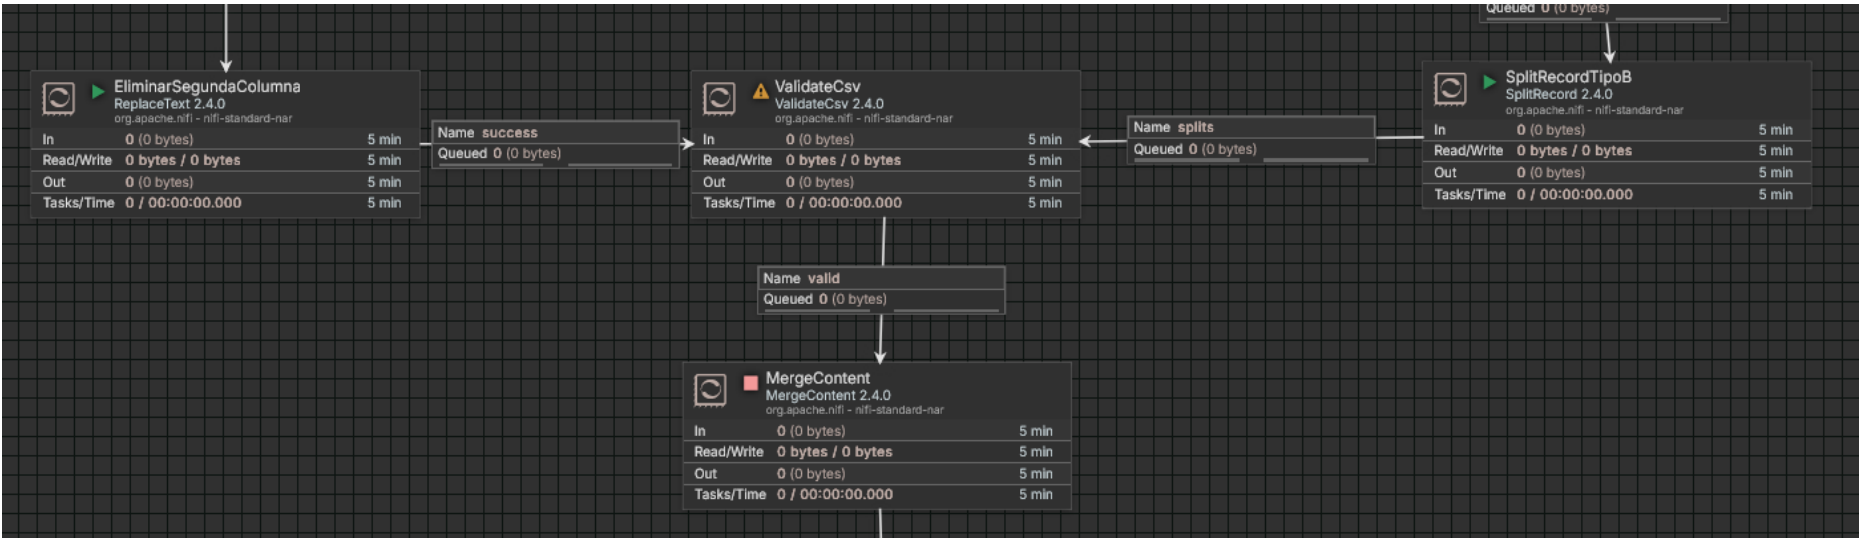 Queued 0 (0 bytes)
EliminarSegundaColumna
ReplaceText 2.4.0
org.apache.nifi - nifi-standard-nar
In 0 (0 bytes) 5 min
Read/Write 0 bytes / 0 bytes 5 min
Out 0 (0 bytes) 5 min
Tasks/Time 0 / 00:00:00.000 5 min
Name success
Queued 0 (0 bytes)
ValidateCsv
ValidateCsv 2.4.0
org.apache.nifi - nifi-standard-nar
In 0 (0 bytes) 5 min
Read/Write 0 bytes / 0 bytes 5 min
Out 0 (0 bytes) 5 min
Tasks/Time 0 / 00:00:00.000 5 min
Name splits
Queued 0 (0 bytes)
SplitRecordTipoB
SplitRecord 2.4.0
org.apache.nifi - nifi-standard-nar
In 0 (0 bytes) 5 min
Read/Write 0 bytes / 0 bytes 5 min
Out 0 (0 bytes) 5 min
Tasks/Time 0 / 00:00:00.000 5 min
Name valid
Queued 0 (0 bytes)
MergeContent
MergeContent 2.4.0
org.apache.nifi - nifi-standard-nar
In 0 (0 bytes) 5 min
Read/Write 0 bytes / 0 bytes 5 min
Out 0 (0 bytes) 5 min
Tasks/Time 0 / 00:00:00.000 5 min